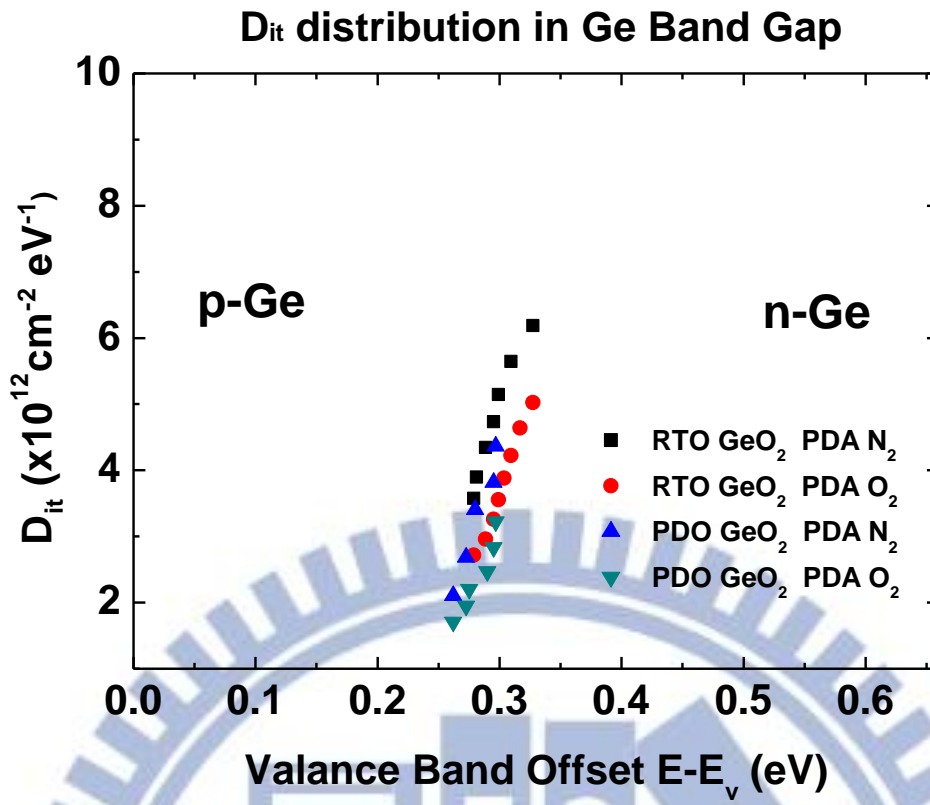 Dit distribution in Ge Band Gap
10
8
6
4
2
Dit (x10^12 cm^-2 eV^-1)
p-Ge
n-Ge
RTO GeO₂ PDA N₂
RTO GeO₂ PDA O₂
PDO GeO₂ PDA N₂
PDO GeO₂ PDA O₂
0.0 0.1 0.2 0.3 0.4 0.5 0.6
Valance Band Offset E-Ev (eV)